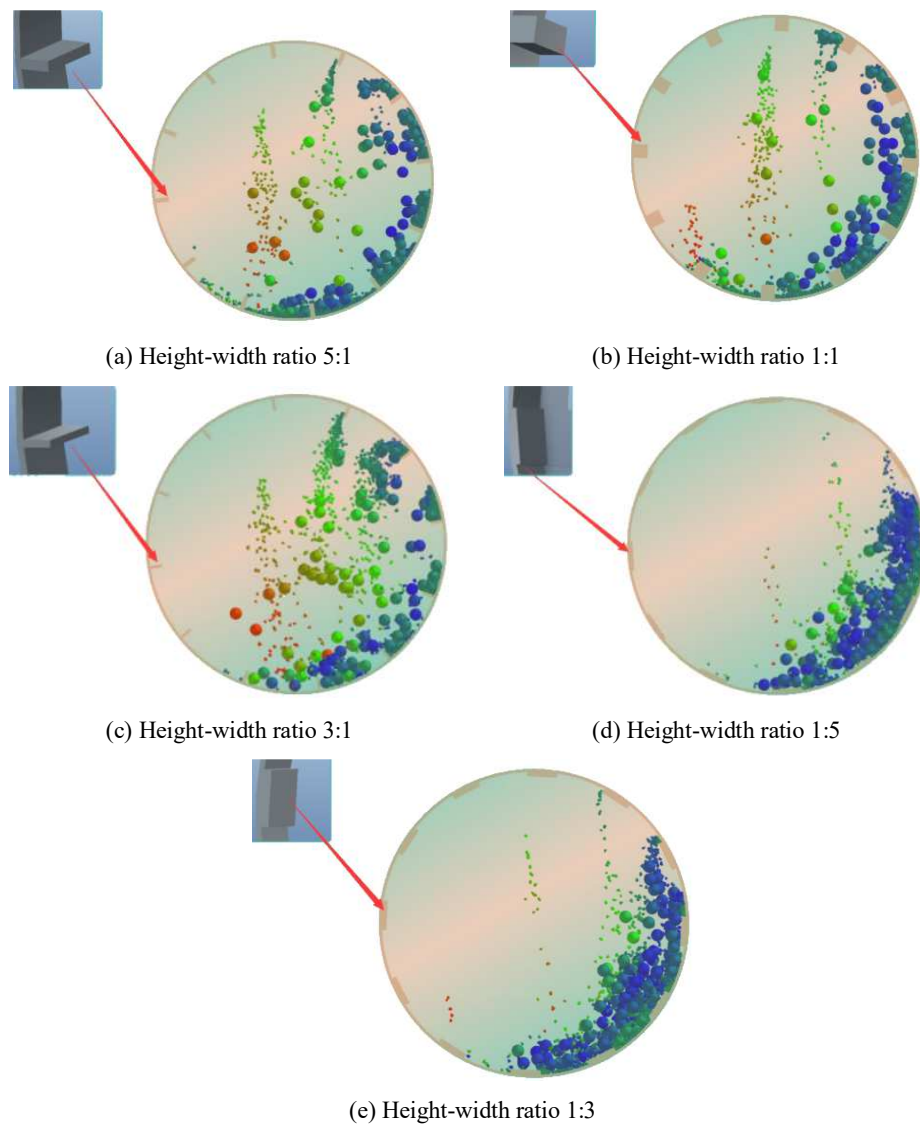 (a) Height-width ratio 5:1
(b) Height-width ratio 1:1
(c) Height-width ratio 3:1
(d) Height-width ratio 1:5
(e) Height-width ratio 1:3